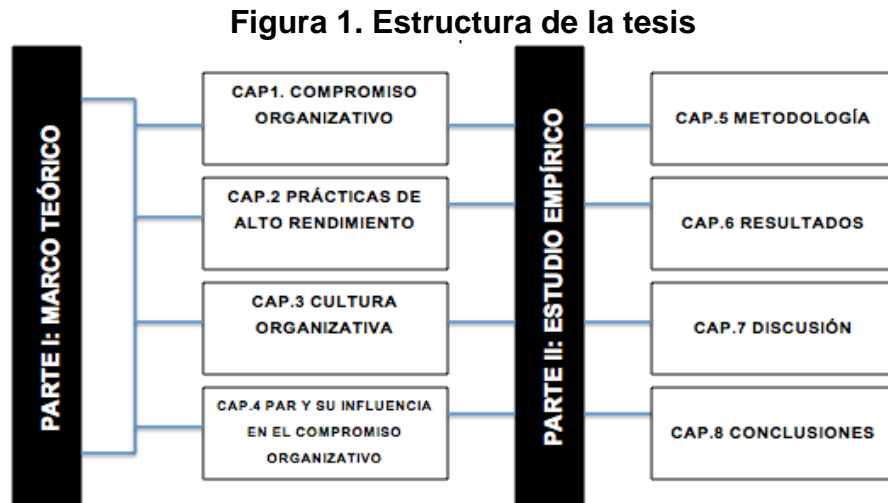 Figura 1. Estructura de la tesis
PARTE I: MARCO TEÓRICO
CAP1. COMPROMISO
ORGANIZATIVO
CAP.2 PRÁCTICAS DE
ALTO RENDIMIENTO
CAP.3 CULTURA
ORGANIZATIVA
CAP.4 PAR Y SU INFLUENCIA
EN EL COMPROMISO
ORGANIZATIVO
PARTE II: ESTUDIO EMPÍRICO
CAP.5 METODOLOGÍA
CAP.6 RESULTADOS
CAP.7 DISCUSIÓN
CAP.8 CONCLUSIONES